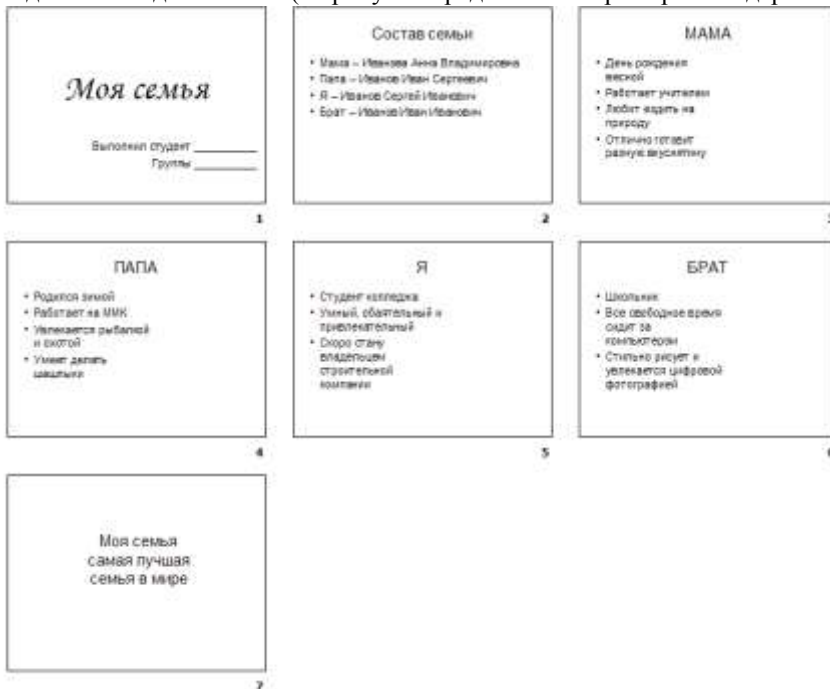 Моя семья
Выполнил студент ___________
Группы ___________
1
Состав семьи
• Мама – Иванова Анна Владимировна
• Папа – Иванов Иван Сергеевич
• Я – Иванов Сергей Иванович
• Брат – Иванов Иван Иванович
2
МАМА
• День рождения
весной
• Работает учителем
• Любит ездить на
природу
• Отлично готовит
разную вкуснятину
ПАПА
• Родился зимой
• Работает на ММК
• Увлекается рыбалкой
и охотой
• Умеет делать
шашлыки
4
Я
• Студент колледжа
• Умный, обаятельный и
привлекательный
• Скоро стану
владельцем
строительной
компании
5
БРАТ
• Школьник
• Все свободное время
сидит за
компьютером
• Стильно рисует и
увлекается цифровой
фотографией
6
Моя семья
самая лучшая
семья в мире
7